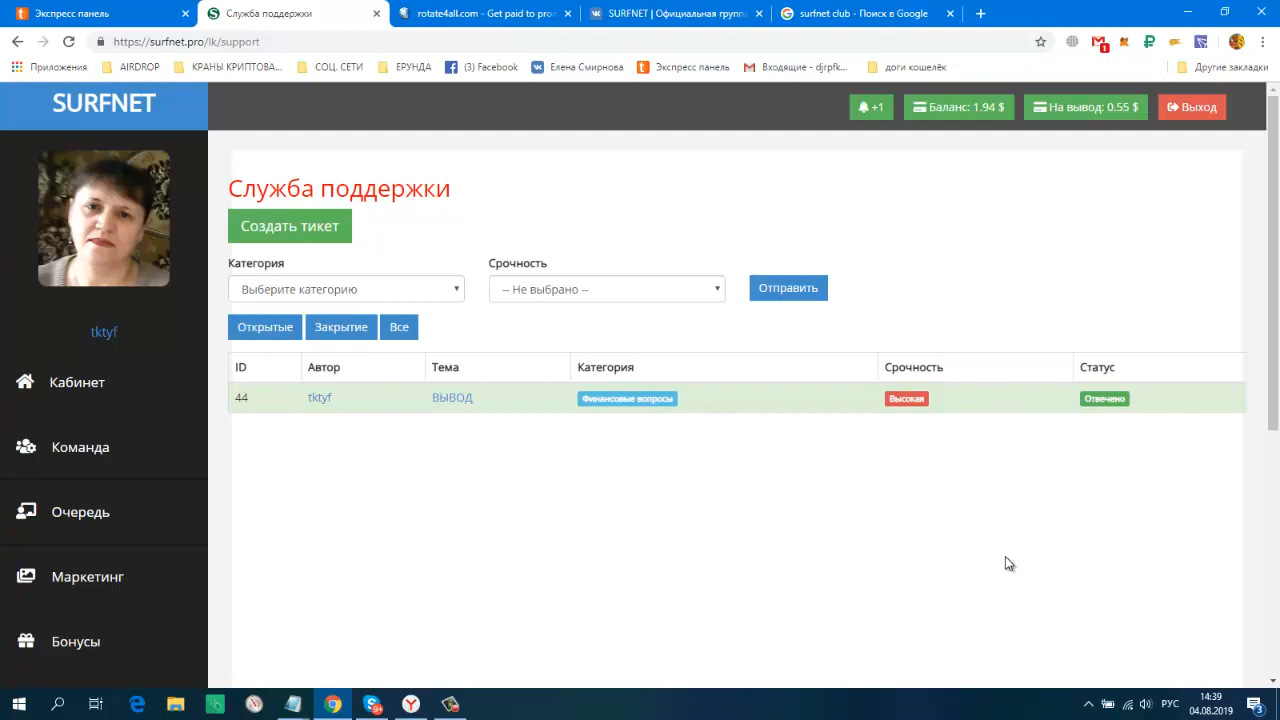 Экспресс панель
Служба поддержки
rotate4all.com - Get paid to pro
SURFNET | Официальная группа
surfnet club - Поиск в Google
https://surfnet.pro/lk/support
1
Приложения
AIRDROP
КРАНЫ КРИПТОВА...
СОЦ. СЕТИ
ЕРУНДА
(3) Facebook
Елена Смирнова
Экспресс панель
Входящие - djrpfk...
доги кошелёк
Другие закладки
SURFNET
+1
Баланс: 1.94 $
На вывод: 0.55 $
Выход
tktyf
Кабинет
Команда
Очередь
Маркетинг
Бонусы
Служба поддержки
Создать тикет
Категория
Срочность
Выберите категорию
-- Не выбрано --
Отправить
Открытые
Закрытие
Все
ID Автор Тема Категория Срочность Статус
44 tktyf ВЫВОД Финансовые вопросы Высокая Отвечено
9+
РУС
14:39
04.08.2019
3